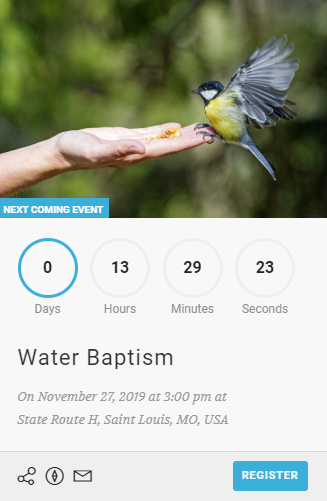 NEXT COMING EVENT
0 13 29 23
Days Hours Minutes Seconds
Water Baptism
On November 27, 2019 at 3:00 pm at
State Route H, Saint Louis, MO, USA
REGISTER